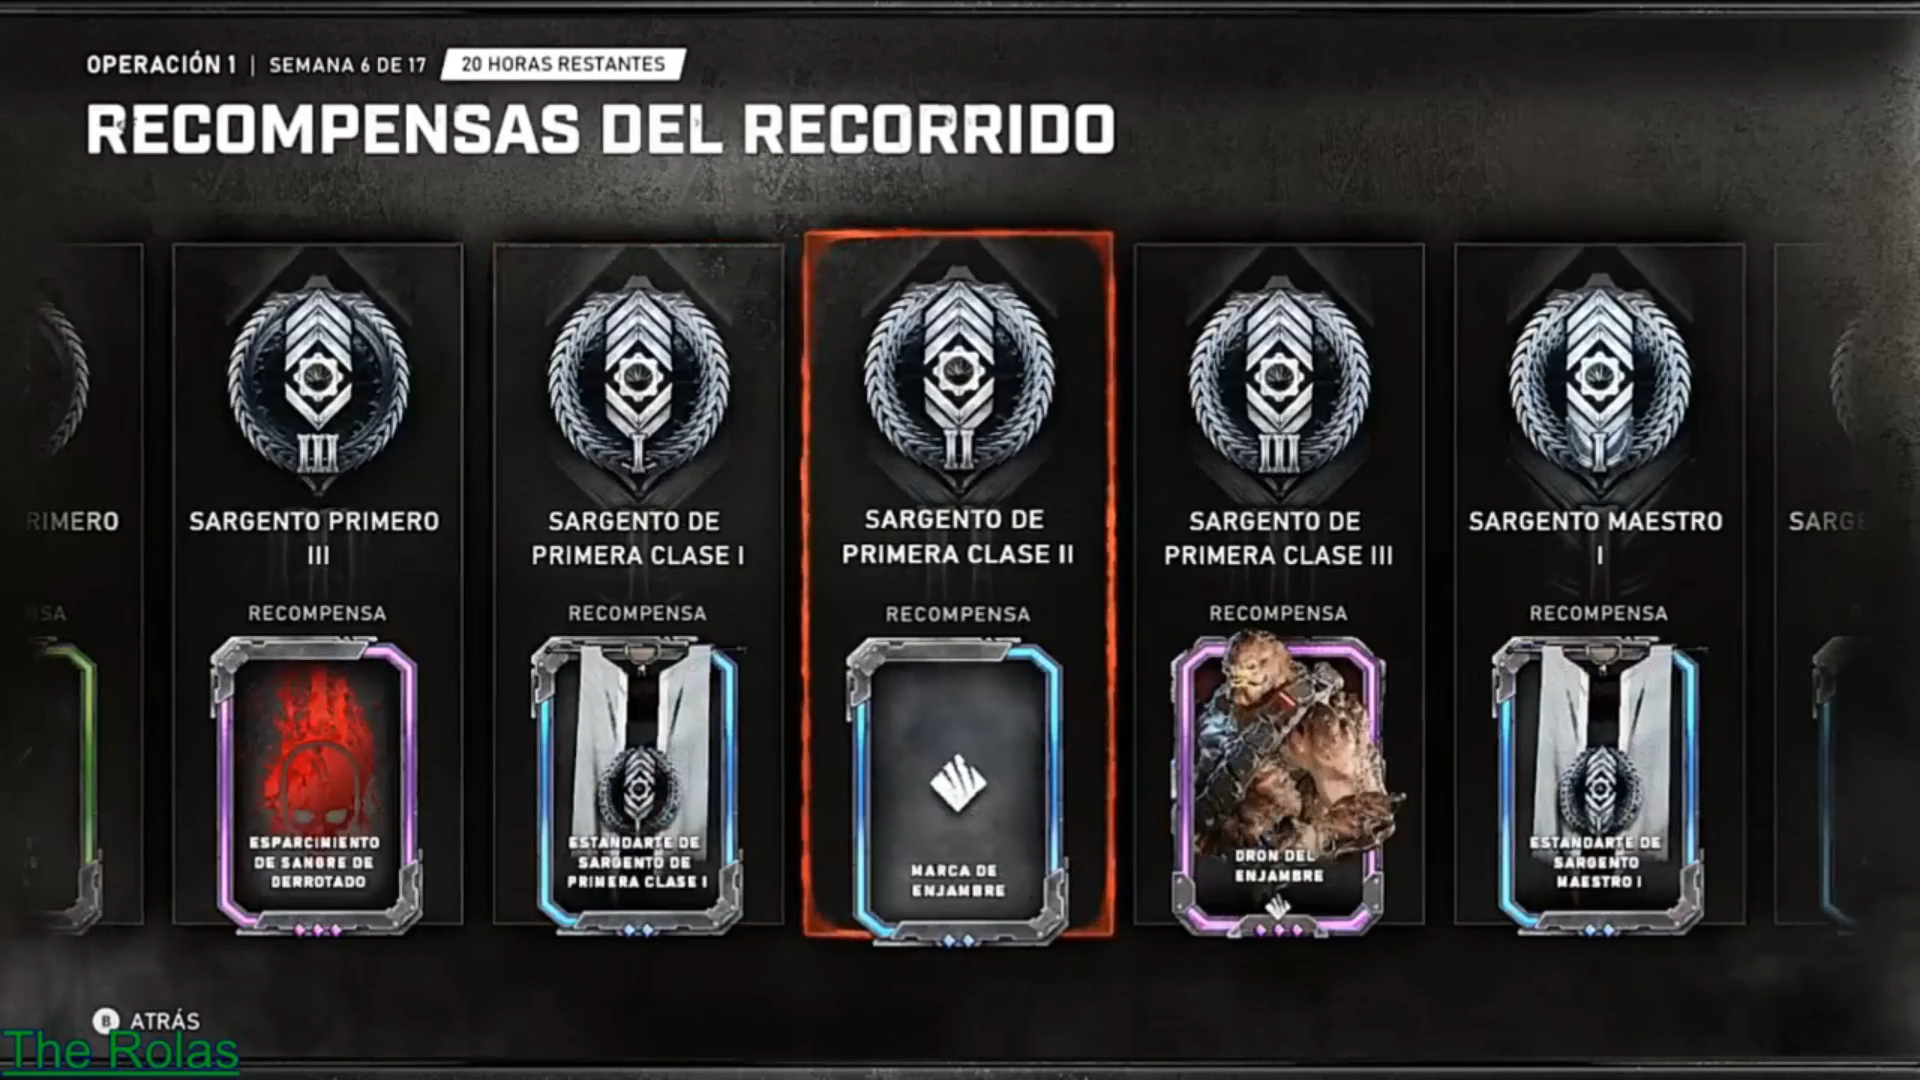 OPERACIÓN 1 | SEMANA 6 DE 17 20 HORAS RESTANTES
RECOMPENSAS DEL RECORRIDO
RIMERO
SARGENTO PRIMERO
III
SARGENTO DE
PRIMERA CLASE I
SARGENTO DE
PRIMERA CLASE II
SARGENTO DE
PRIMERA CLASE III
SARGENTO MAESTRO
I
SARGE
NSA
RECOMPENSA
RECOMPENSA
RECOMPENSA
RECOMPENSA
RECOMPENSA
ESPARCIMIENTO
DE SANGRE DE
DERROTADO
ESTANDARTE DE
SARGENTO DE
PRIMERA CLASE I
MARCA DE
ENJAMBRE
DRON DEL
ENJAMBRE
ESTANDARTE DE
SARGENTO
MAESTRO I
B ATRÁS
The Rolas